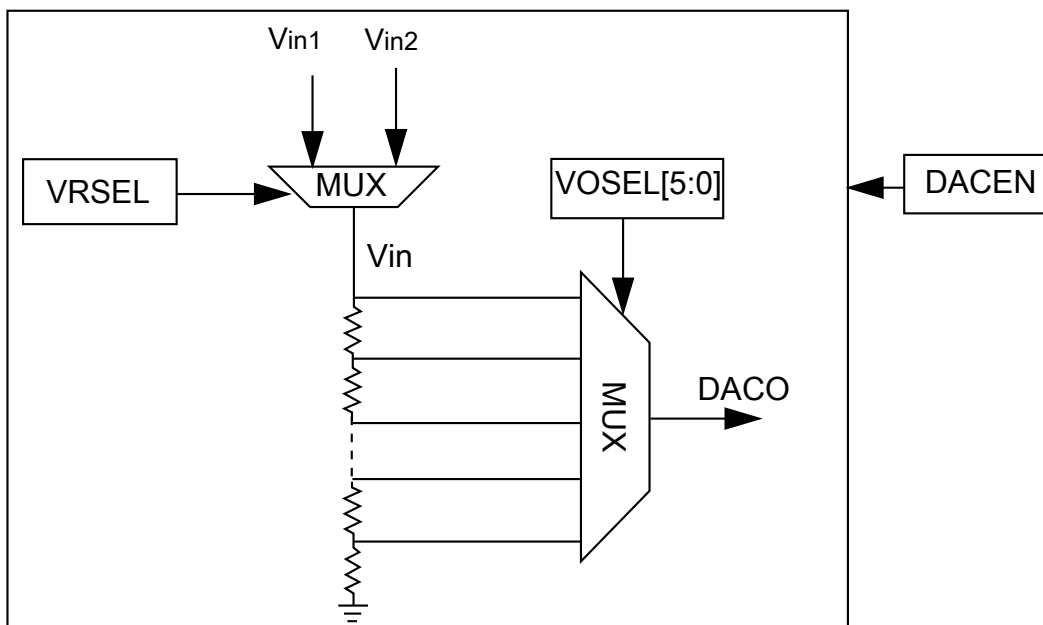 Vin1
Vin2
VRSEL
MUX
VOSEL[5:0]
DACEN
Vin
MUX
DACO